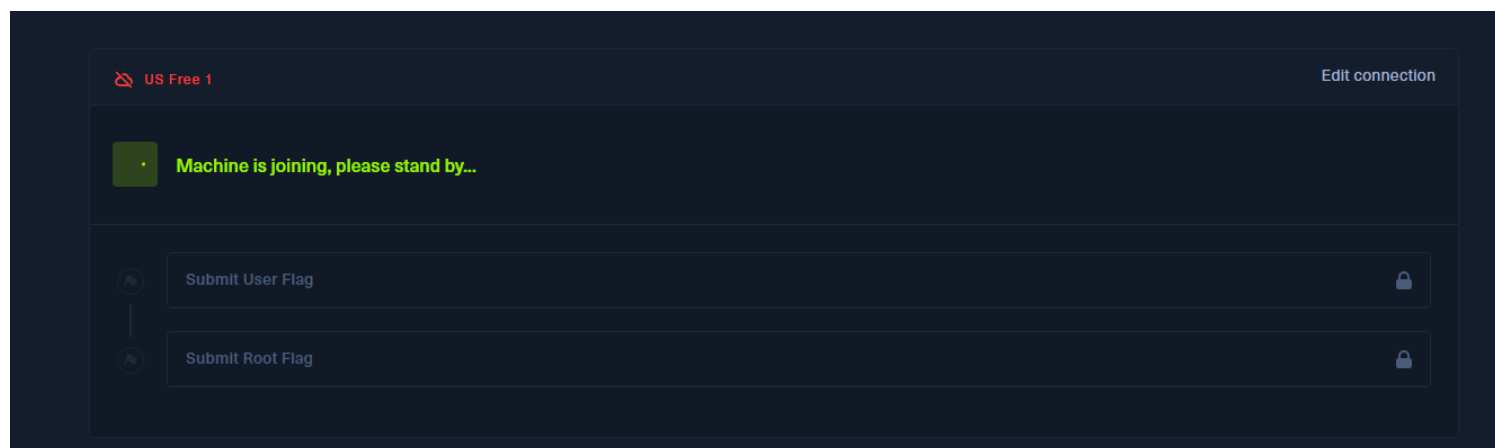 US Free 1
Edit connection
Machine is joining, please stand by...
Submit User Flag
Submit Root Flag